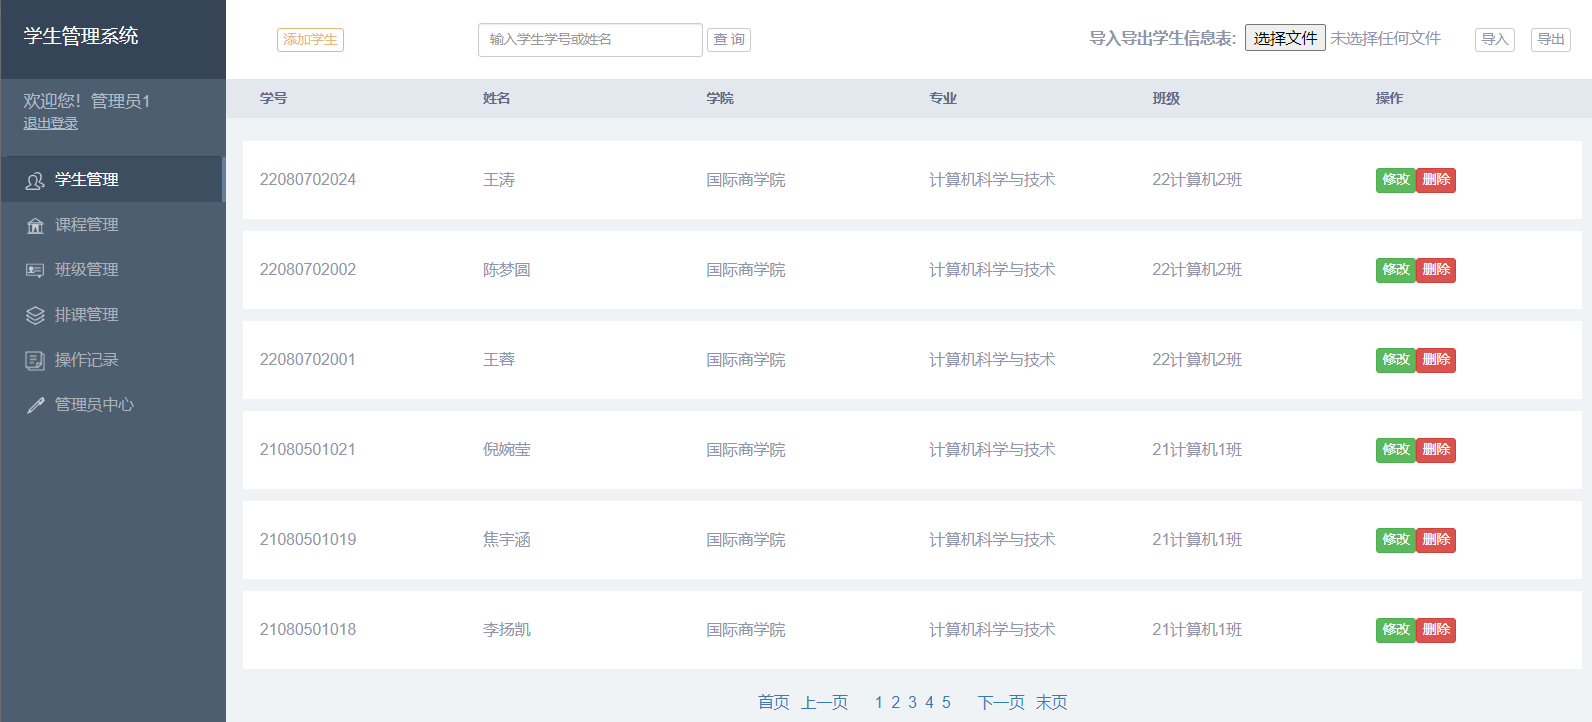 学生管理系统
添加学生 输入学生学号或姓名 查 询 导入导出学生信息表: 选择文件 未选择任何文件 导入 导出
欢迎您！管理员1
退出登录
学生管理
课程管理
班级管理
排课管理
操作记录
管理员中心
学号 姓名 学院 专业 班级 操作
22080702024 王涛 国际商学院 计算机科学与技术 22计算机2班 修改 删除
22080702002 陈梦圆 国际商学院 计算机科学与技术 22计算机2班 修改 删除
22080702001 王蓉 国际商学院 计算机科学与技术 22计算机2班 修改 删除
21080501021 倪婉莹 国际商学院 计算机科学与技术 21计算机1班 修改 删除
21080501019 焦宇涵 国际商学院 计算机科学与技术 21计算机1班 修改 删除
21080501018 李扬凯 国际商学院 计算机科学与技术 21计算机1班 修改 删除
首页 上一页 1 2 3 4 5 下一页 末页